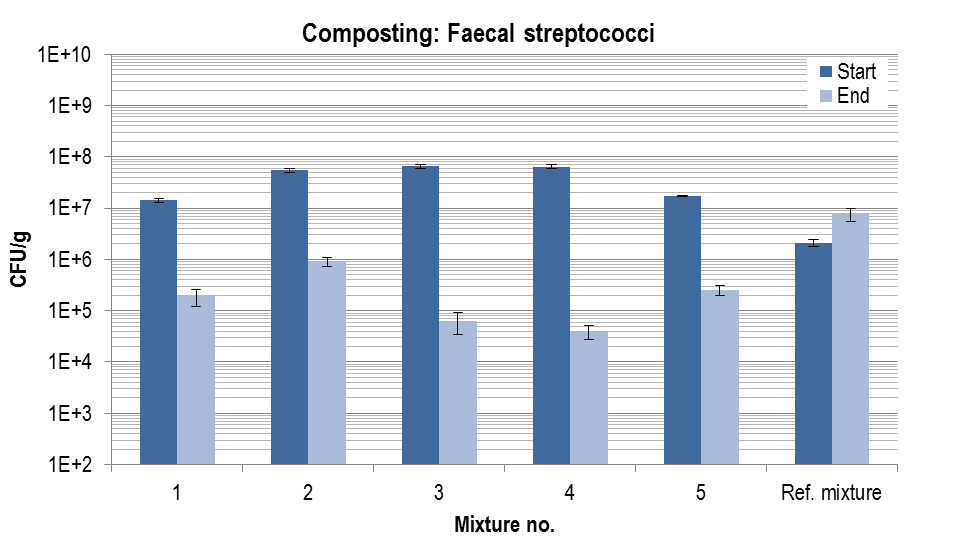 Composting: Faecal streptococci
1E+10
1E+9
1E+8
1E+7
1E+6
1E+5
1E+4
1E+3
1E+2
CFU/g
Start
End
1 2 3 4 5 Ref. mixture
Mixture no.